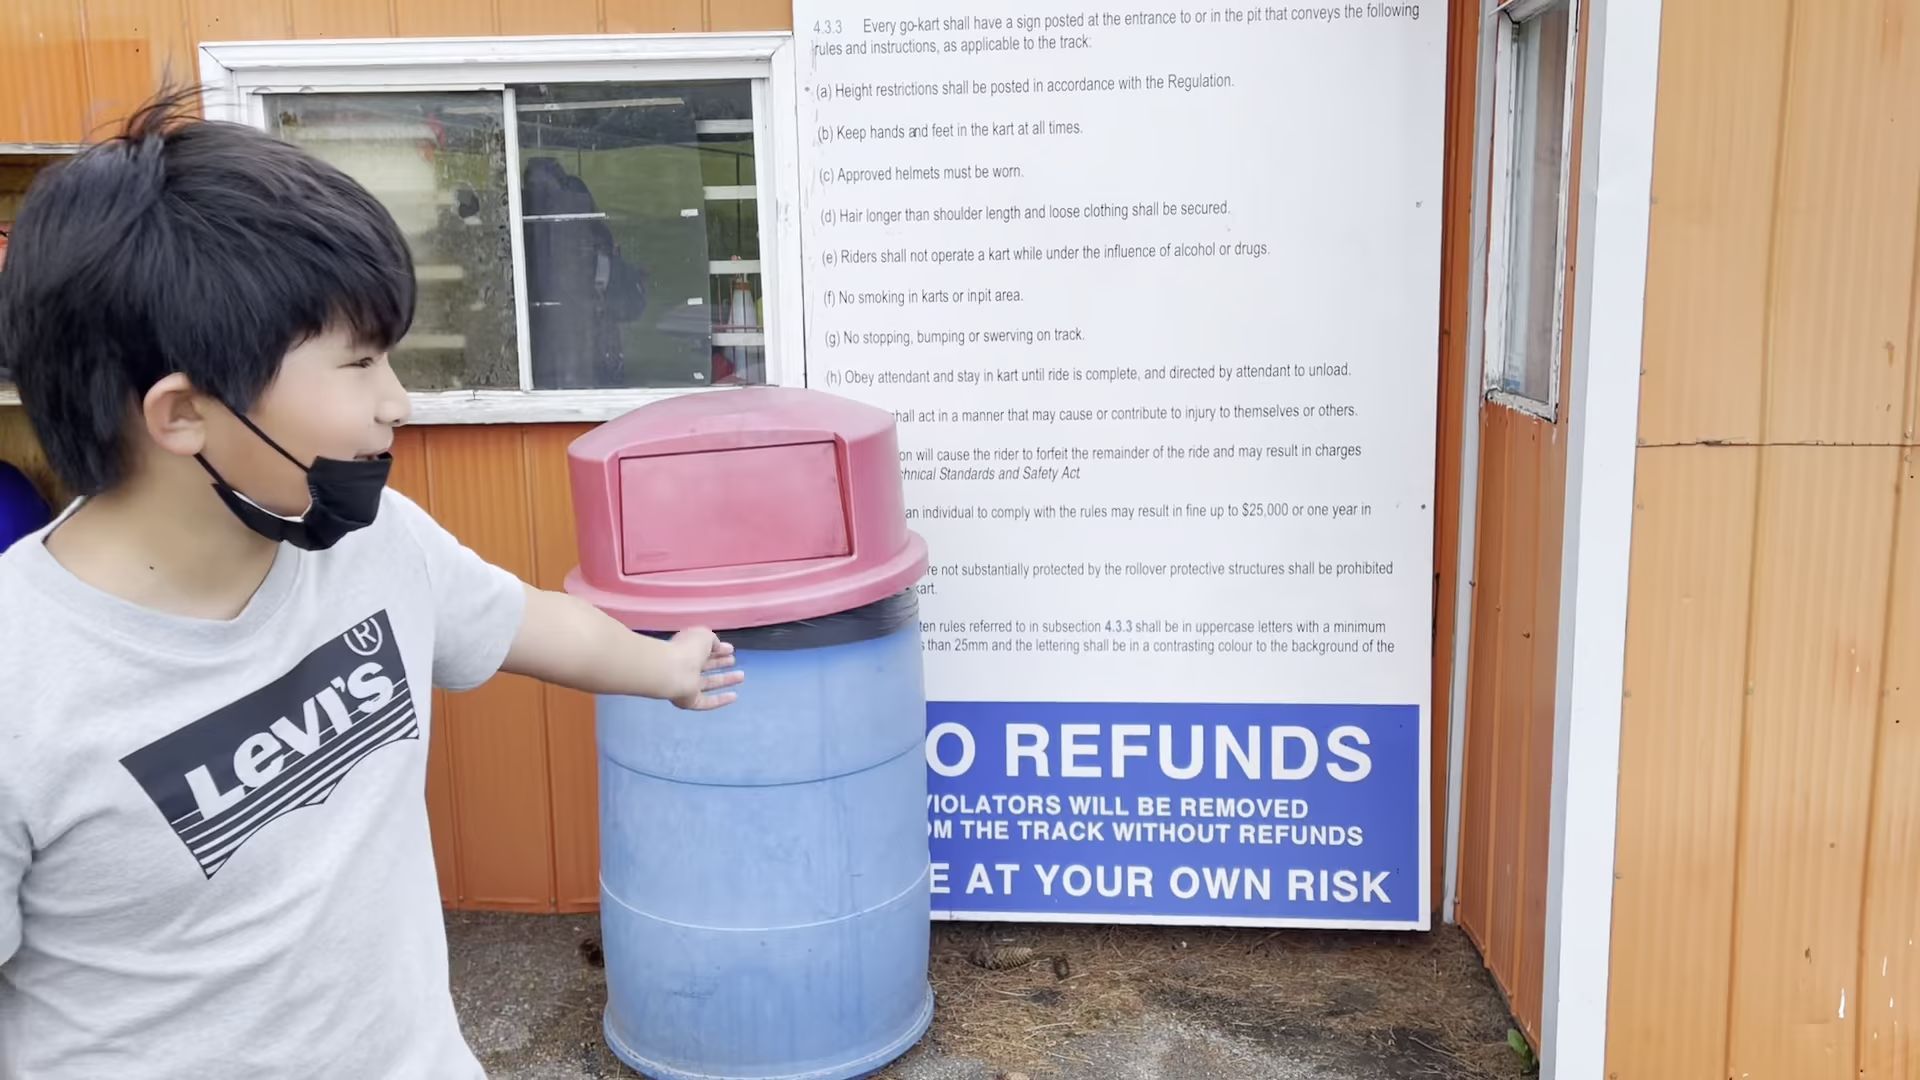 4.3.3 Every go-kart shall have a sign posted at the entrance to or in the pit that conveys the following
rules and instructions, as applicable to the track:
(a) Height restrictions shall be posted in accordance with the Regulation.
(b) Keep hands and feet in the kart at all times.
(c) Approved helmets must be worn.
(d) Hair longer than shoulder length and loose clothing shall be secured.
(e) Riders shall not operate a kart while under the influence of alcohol or drugs.
(f) No smoking in karts or in pit area.
(g) No stopping, bumping or swerving on track.
(h) Obey attendant and stay in kart until ride is complete, and directed by attendant to unload.
shall act in a manner that may cause or contribute to injury to themselves or others.
on will cause the rider to forfeit the remainder of the ride and may result in charges
hnical Standards and Safety Act
an individual to comply with the rules may result in fine up to $25,000 or one year in
re not substantially protected by the rollover protective structures shall be prohibited
kart.
ten rules referred to in subsection 4.3.3 shall be in uppercase letters with a minimum
than 25mm and the lettering shall be in a contrasting colour to the background of the
O REFUNDS
VIOLATORS WILL BE REMOVED
OM THE TRACK WITHOUT REFUNDS
E AT YOUR OWN RISK
Levi's ®